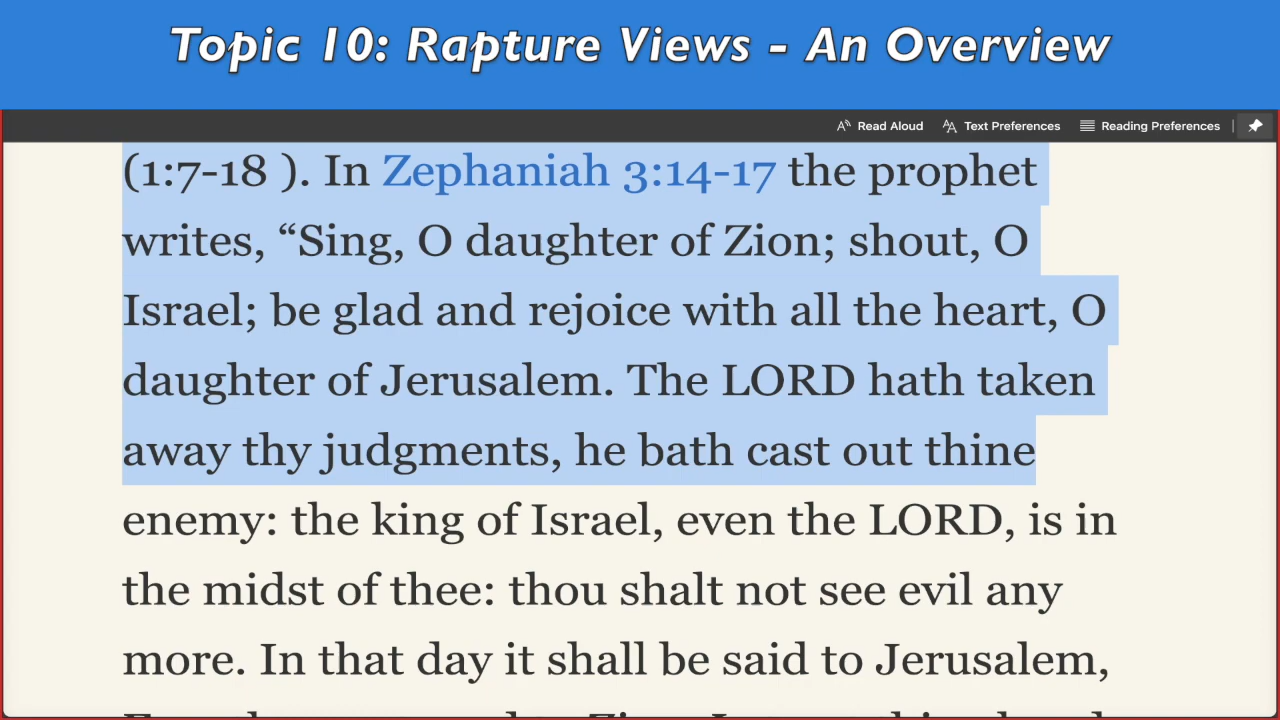 Topic 10: Rapture Views - An Overview
Read Aloud Text Preferences Reading Preferences
(1:7-18 ). In Zephaniah 3:14-17 the prophet
writes, “Sing, O daughter of Zion; shout, O
Israel; be glad and rejoice with all the heart, O
daughter of Jerusalem. The LORD hath taken
away thy judgments, he bath cast out thine
enemy: the king of Israel, even the LORD, is in
the midst of thee: thou shalt not see evil any
more. In that day it shall be said to Jerusalem,